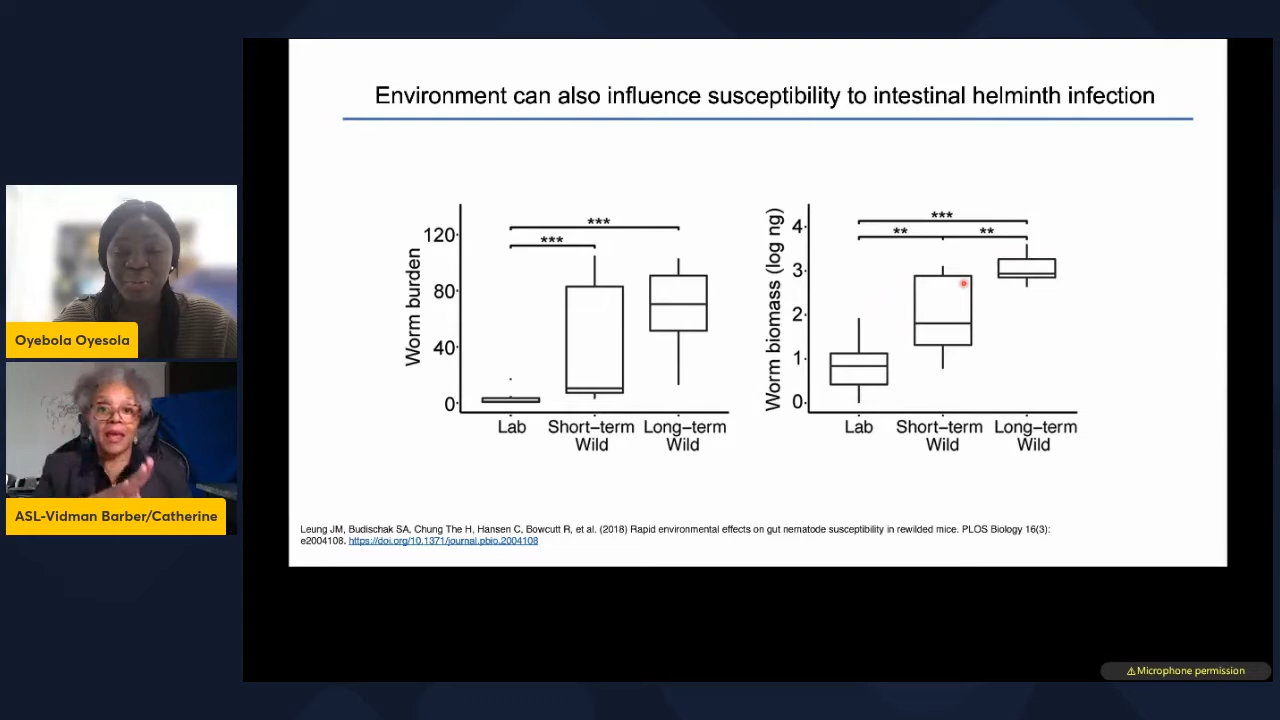 Environment can also influence susceptibility to intestinal helminth infection
Oyebola Oyesola
ASL-Vidman Barber/Catherine
Worm burden
120
80
40
0
***
***
Lab
Short-term
Wild
Long-term
Wild
Worm biomass (log ng)
4
3
2
1
0
***
**
**
Lab
Short-term
Wild
Long-term
Wild
Leung JM, Budischak SA, Chung The H, Hansen C, Bowcutt R, et al. (2018) Rapid environmental effects on gut nematode susceptibility in rewilded mice. PLOS Biology 16(3):
e2004108. https://doi.org/10.1371/journal.pbio.2004108
⚠Microphone permission